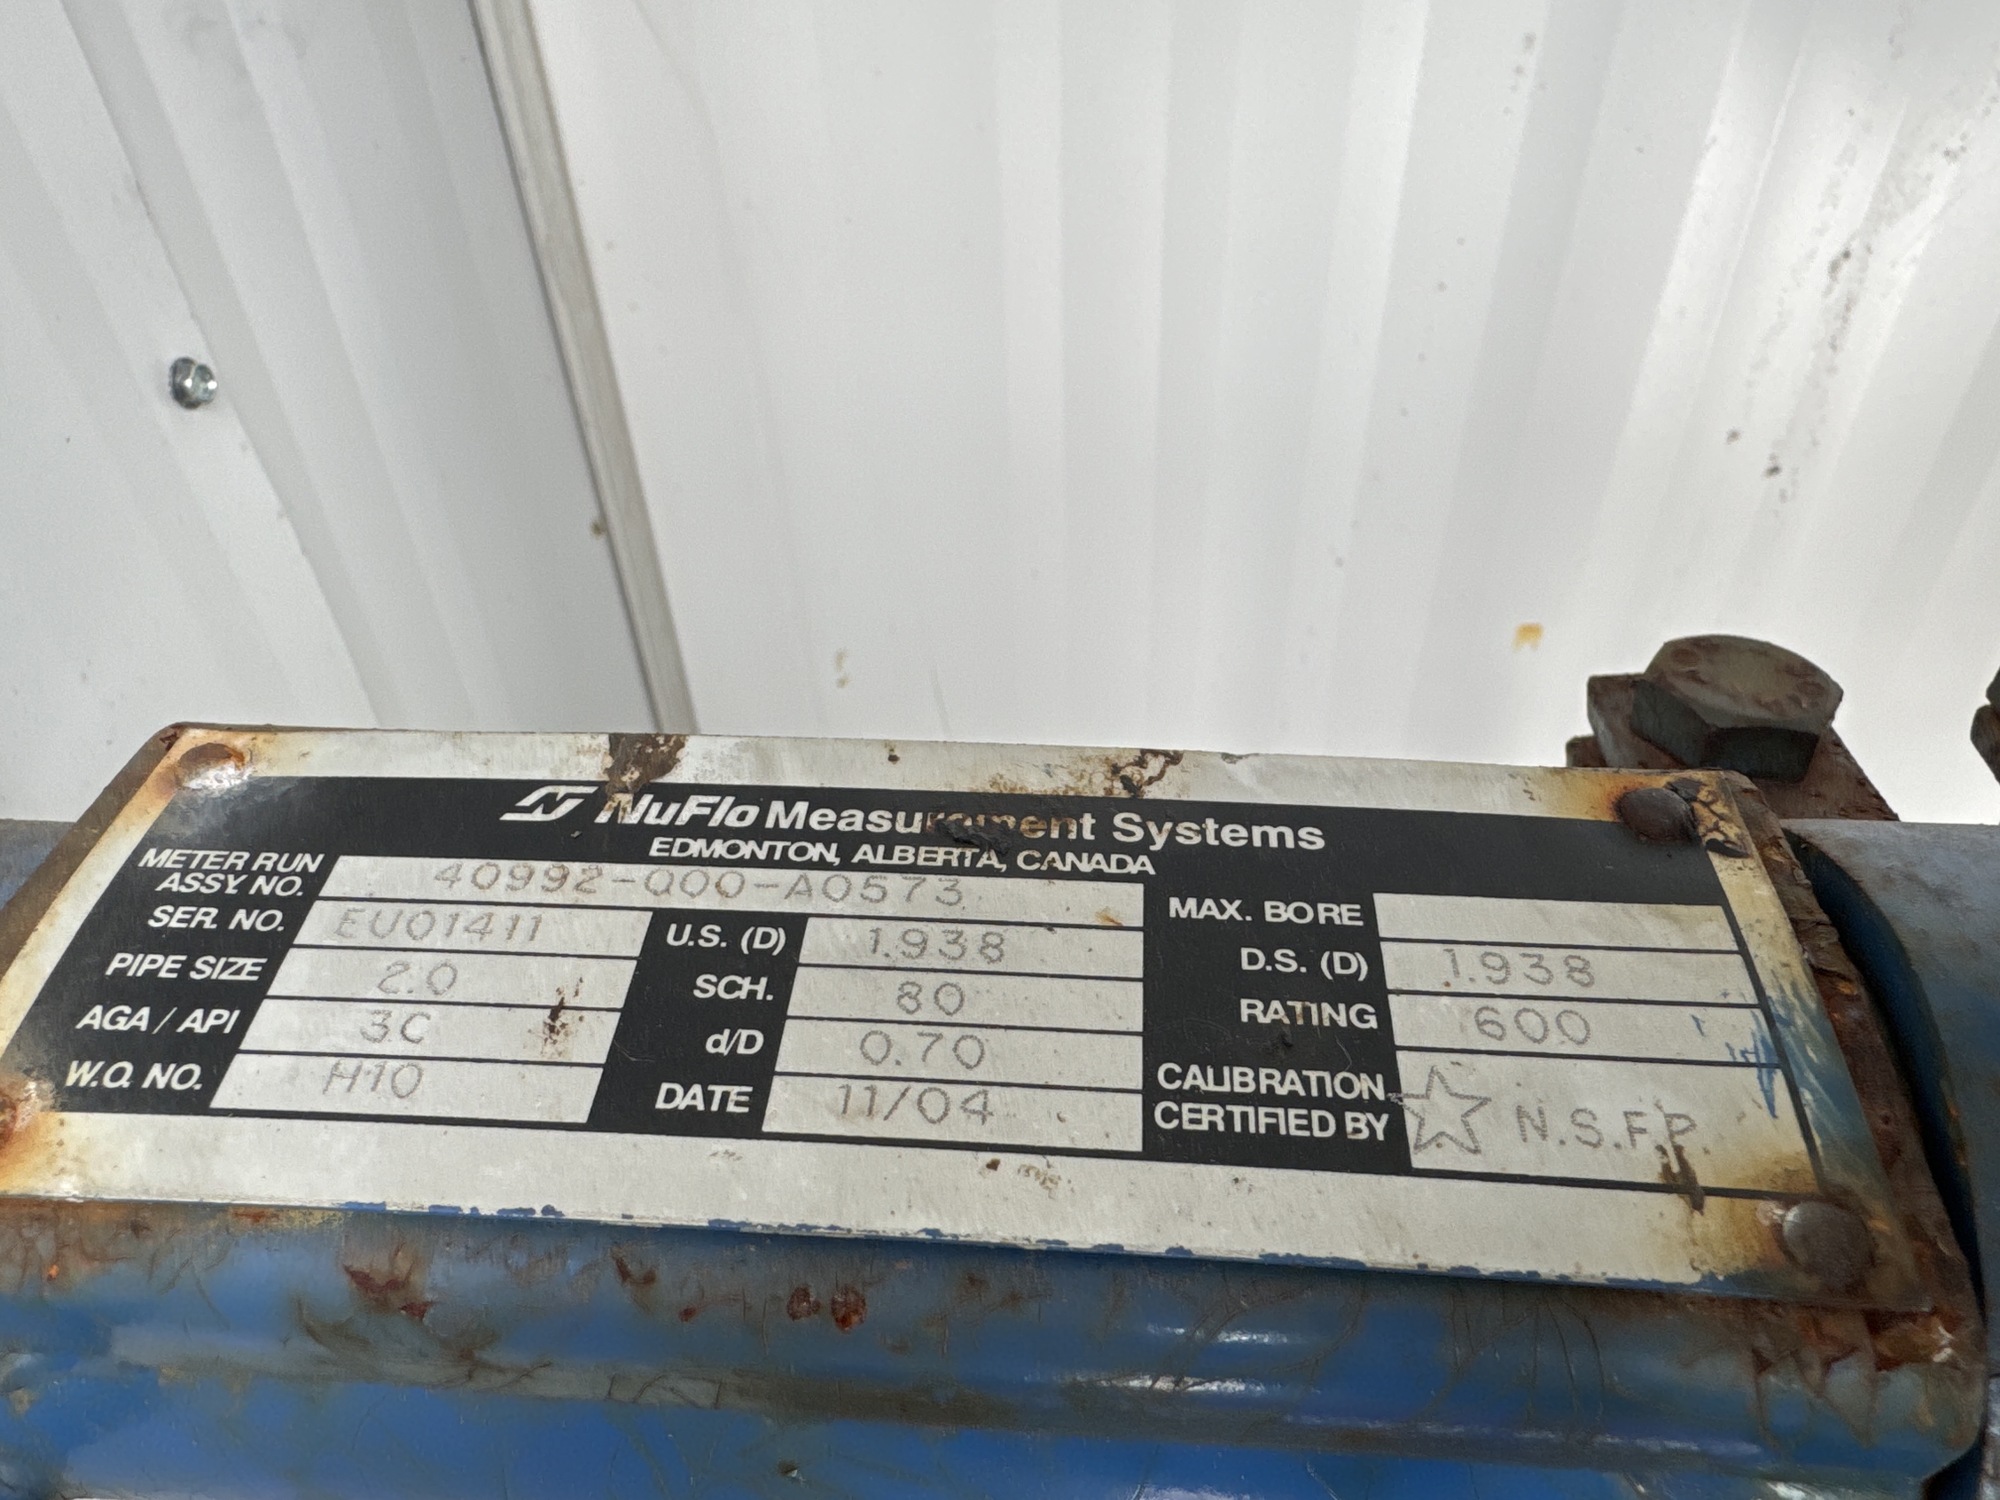 NuFlo Measurement Systems
EDMONTON, ALBERTA, CANADA
METER RUN
ASSY. NO. 40992-000-A0573
MAX. BORE
SER. NO. EU01411
U.S. (D) 1.938
D.S. (D) 1.938
PIPE SIZE 2.0
SCH. 80
RATING 600
AGA / API 3C
d/D 0.70
CALIBRATION
CERTIFIED BY N.S.F.P.
W.O. NO. H10
DATE 11/04